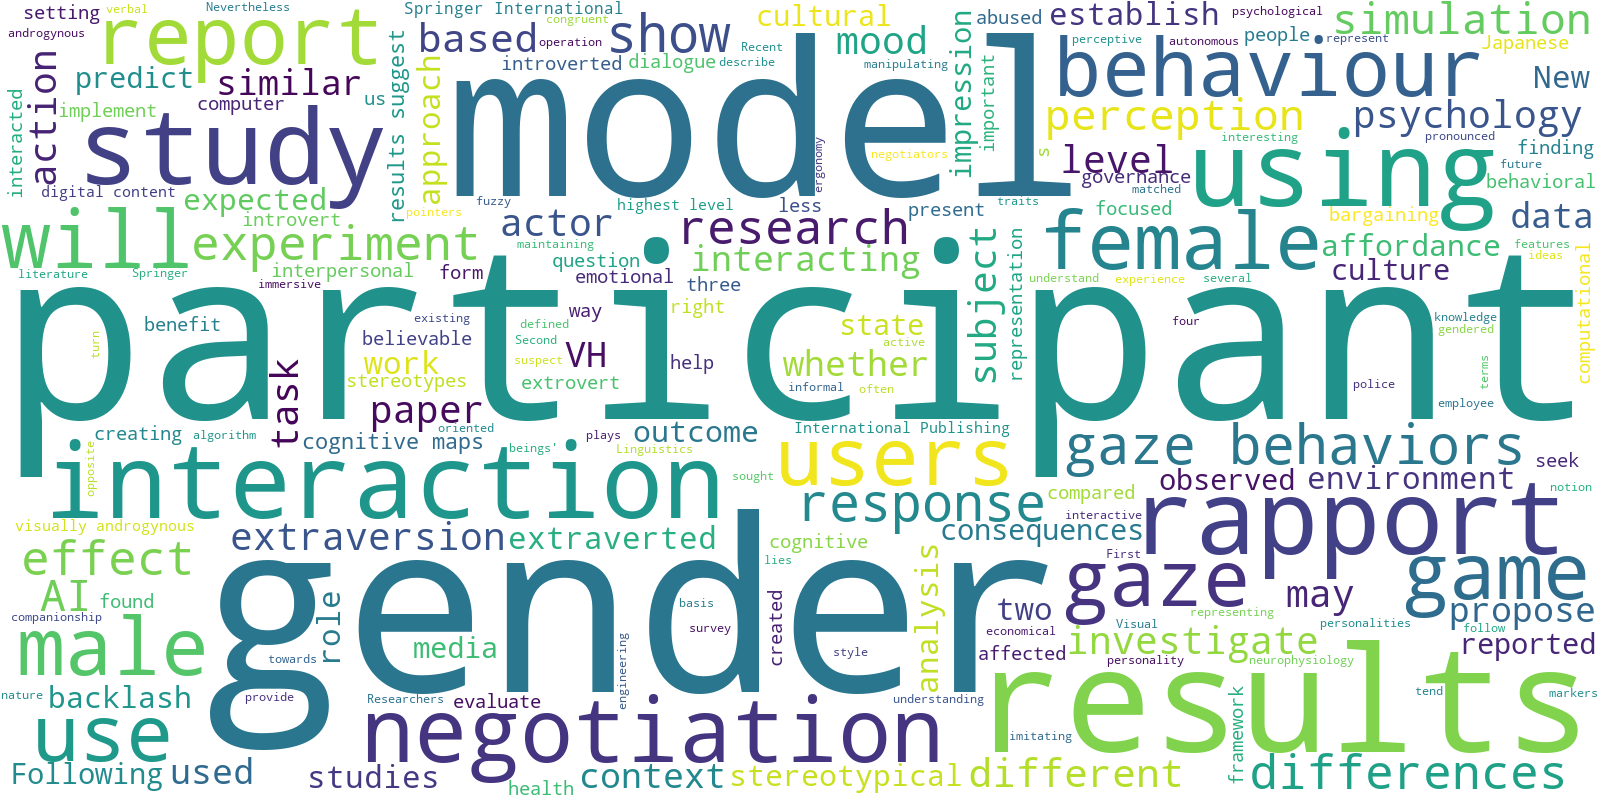 setting
verbal
Nevertheless
Springer International
cultural
abused
establish
psychological
simulation
androgynous
report
congruent
based
operation
show
Recent
mood
impression
perceptive
autonomous
people
represent
Japanese
action
predict
similar
results suggest
approach
introverted
dialogue
describe
manipulating
important
behaviour
New
implement
computer
us
model
perception
psychology
interacted
study
ergonomy
negotiators
s
level
using
interesting
pronounced
finding
digital content
governance
matched
future
behavioral
expected
pointers
fuzzy
highest level
less
present
traits
focused
bargaining
data
will
introvert
actor
research
subject
representation
female
affordance
features
ideas
computational
experiment
maintaining
question
interacting
literature
Springer
interpersonal
immersive
form
emotional
three
understand
experience
several
culture
participant
benefit
existing
way
right
state
active
four
knowledge
gendered
turn
believable
defined
Second
suspect
VH
help
whether
work
stereotypes
extrovert
informal
often
police
terms
employee
task
paper
oriented
creating
algorithm
cognitive maps
plays
outcome
International Publishing
gaze behaviors
beings'
Linguistics
users
opposite
interaction
sought
seek
observed
environment
response
compared
interactive
notion
visually androgynous
extraversion
extraverted
consequences
rapport
effect
cognitive
lies
analysis
First
gaze
game
AI
found
role
gender
basis
created
two
may
propose
companionship
survey
economical
Visual
representing
personalities
follow
male
towards
media
engineering
style
affected
investigate
personality
neurophysiology
reported
nature
backlash
provide
Researchers
evaluate
understanding
results
tend
markers
use
negotiation
imitating
framework
Following
used
studies
health
context
stereotypical
different
differences